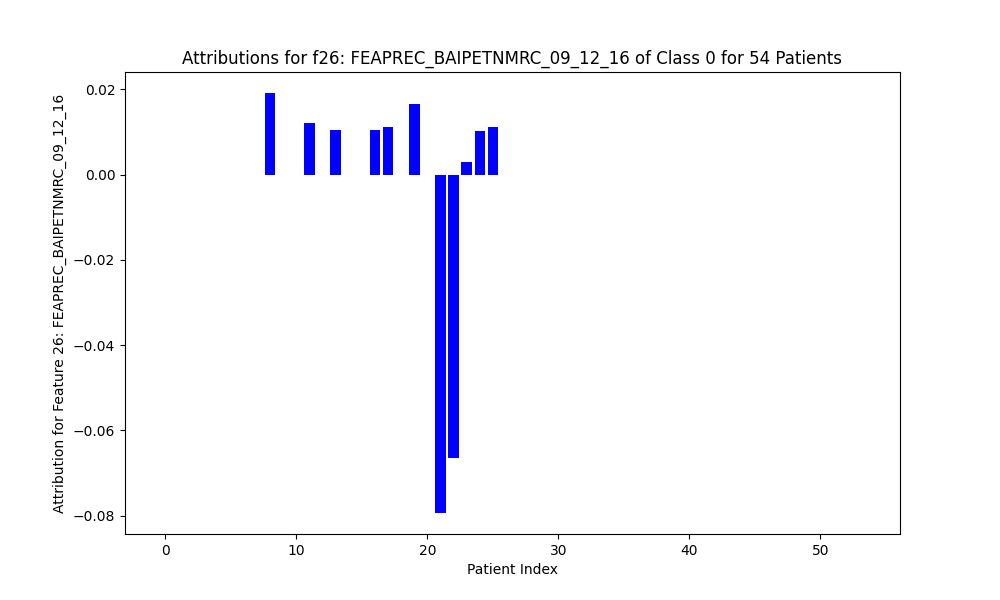 Attributions for f26: FEAPREC_BAIPETNMRC_09_12_16 of Class 0 for 54 Patients
Attribution for Feature 26: FEAPREC_BAIPETNMRC_09_12_16
0.02
0.00
−0.02
−0.04
−0.06
−0.08
0 10 20 30 40 50
Patient Index